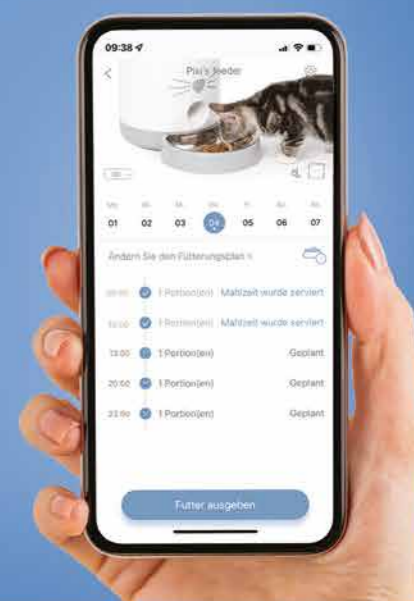 09:38
Pixi's feeder
01 02 03 04 05 06 07
Ändern Sie den Fütterungsplan
1 Portion(en) Mahlzeit wurde serviert
1 Portion(en) Mahlzeit wurde serviert
13:00 1 Portion(en) Geplant
20:00 1 Portion(en) Geplant
23:00 1 Portion(en) Geplant
Futter ausgeben